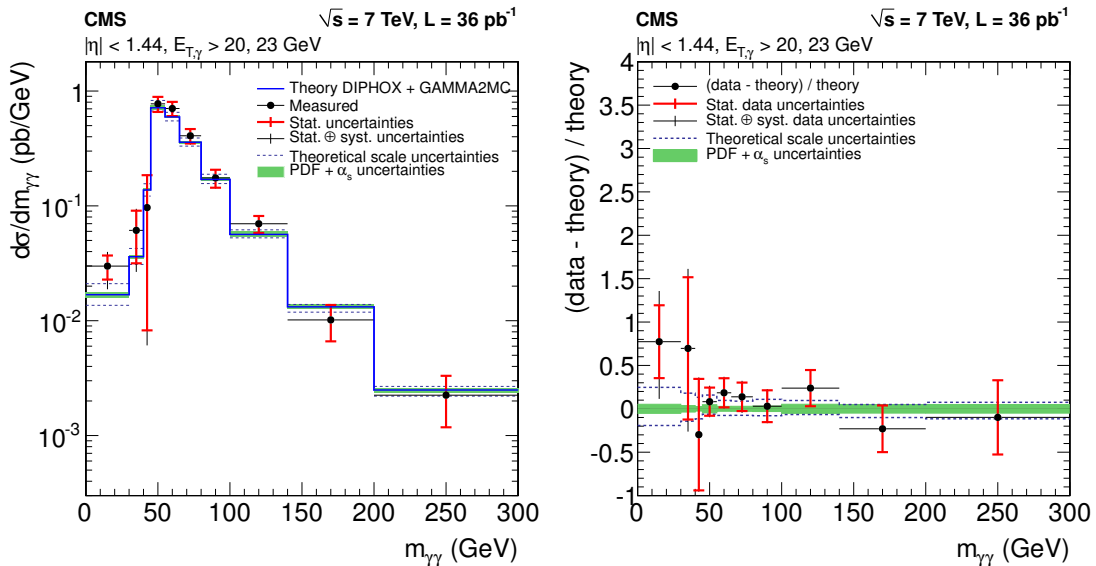 CMS √s = 7 TeV, L = 36 pb⁻¹
|η| < 1.44, E_T,γ > 20, 23 GeV
Theory DIPHOX + GAMMA2MC
Measured
Stat. uncertainties
Stat. ⊕ syst. uncertainties
Theoretical scale uncertainties
PDF + α_s uncertainties
dσ/dm_γγ (pb/GeV)
1
10⁻¹
10⁻²
10⁻³
0 50 100 150 200 250 300
m_γγ (GeV)
CMS √s = 7 TeV, L = 36 pb⁻¹
|η| < 1.44, E_T,γ > 20, 23 GeV
(data - theory) / theory
Stat. data uncertainties
Stat. ⊕ syst. data uncertainties
Theoretical scale uncertainties
PDF + α_s uncertainties
(data - theory) / theory
4
3.5
3
2.5
2
1.5
1
0.5
0
-0.5
-1
0 50 100 150 200 250 300
m_γγ (GeV)